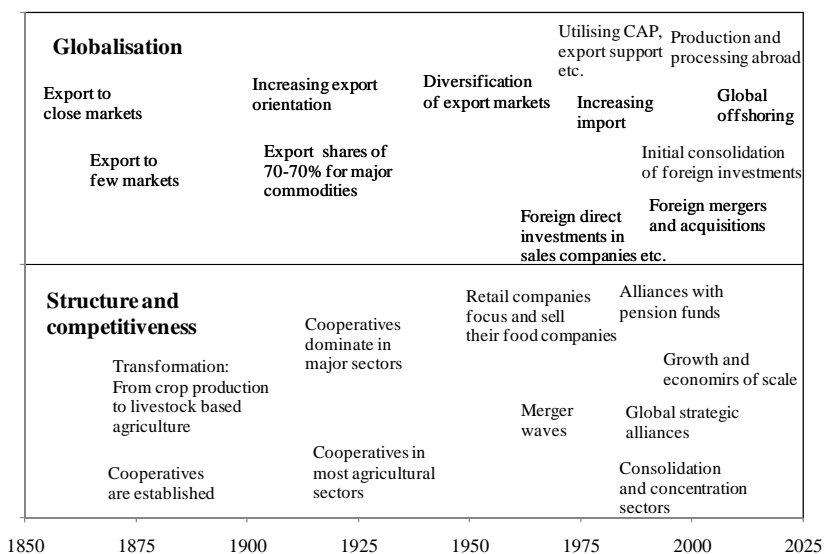 Globalisation
Utilising CAP,
export support
etc.
Production and
processing abroad
Export to
close markets
Increasing export
orientation
Diversification
of export markets
Increasing
import
Global
offshoring
Export to
few markets
Export shares of
70-70% for major
commodities
Initial consolidation
of foreign investments
Foreign direct
investments in
sales companies etc.
Foreign mergers
and acquisitions
Structure and
competitiveness
Retail companies
focus and sell
their food companies
Alliances with
pension funds
Cooperatives
dominate in
major sectors
Transformation:
From crop production
to livestock based
agriculture
Growth and
economirs of scale
Merger
waves
Global strategic
alliances
Cooperatives
are established
Cooperatives in
most agricultural
sectors
Consolidation
and concentration
sectors
1850 1875 1900 1925 1950 1975 2000 2025